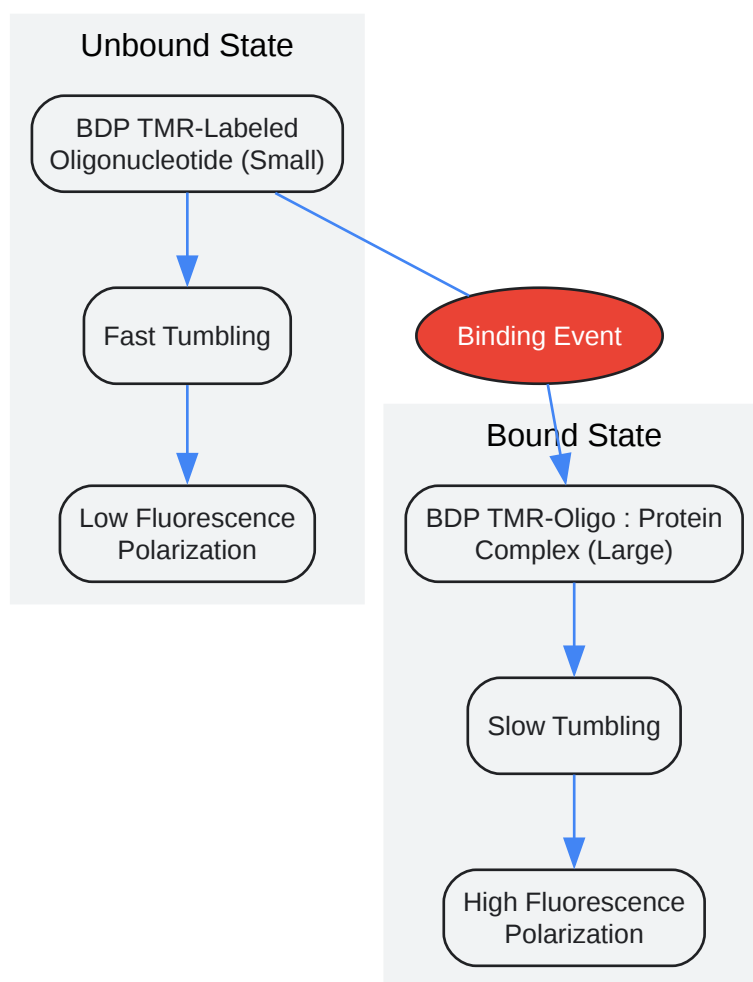 Unbound State
BDP TMR-Labeled
Oligonucleotide (Small)
Fast Tumbling
Low Fluorescence
Polarization
Binding Event
Bound State
BDP TMR-Oligo : Protein
Complex (Large)
Slow Tumbling
High Fluorescence
Polarization